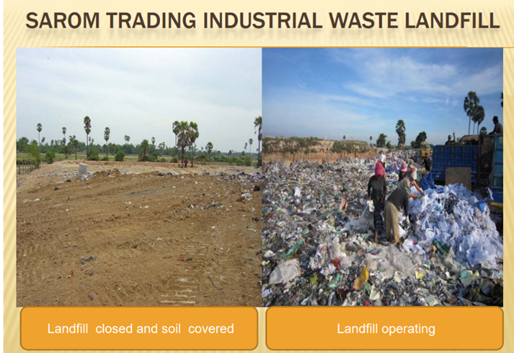 SAROM TRADING INDUSTRIAL WASTE LANDFILL
Landfill closed and soil covered
Landfill operating